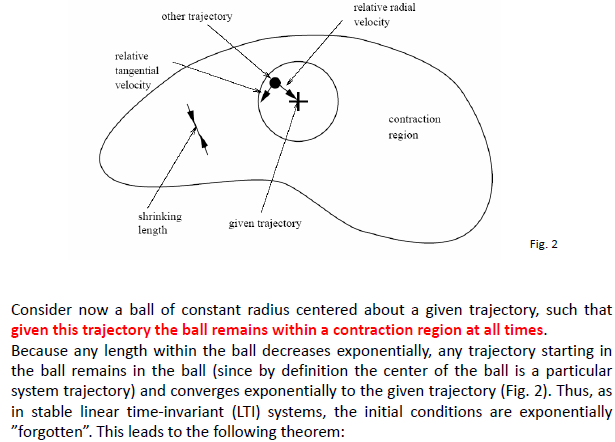 other trajectory
relative radial
velocity
relative
tangential
velocity
contraction
region
shrinking
length
given trajectory
Fig. 2
Consider now a ball of constant radius centered about a given trajectory, such that
given this trajectory the ball remains within a contraction region at all times.
Because any length within the ball decreases exponentially, any trajectory starting in
the ball remains in the ball (since by definition the center of the ball is a particular
system trajectory) and converges exponentially to the given trajectory (Fig. 2). Thus, as
in stable linear time-invariant (LTI) systems, the initial conditions are exponentially
”forgotten”. This leads to the following theorem: